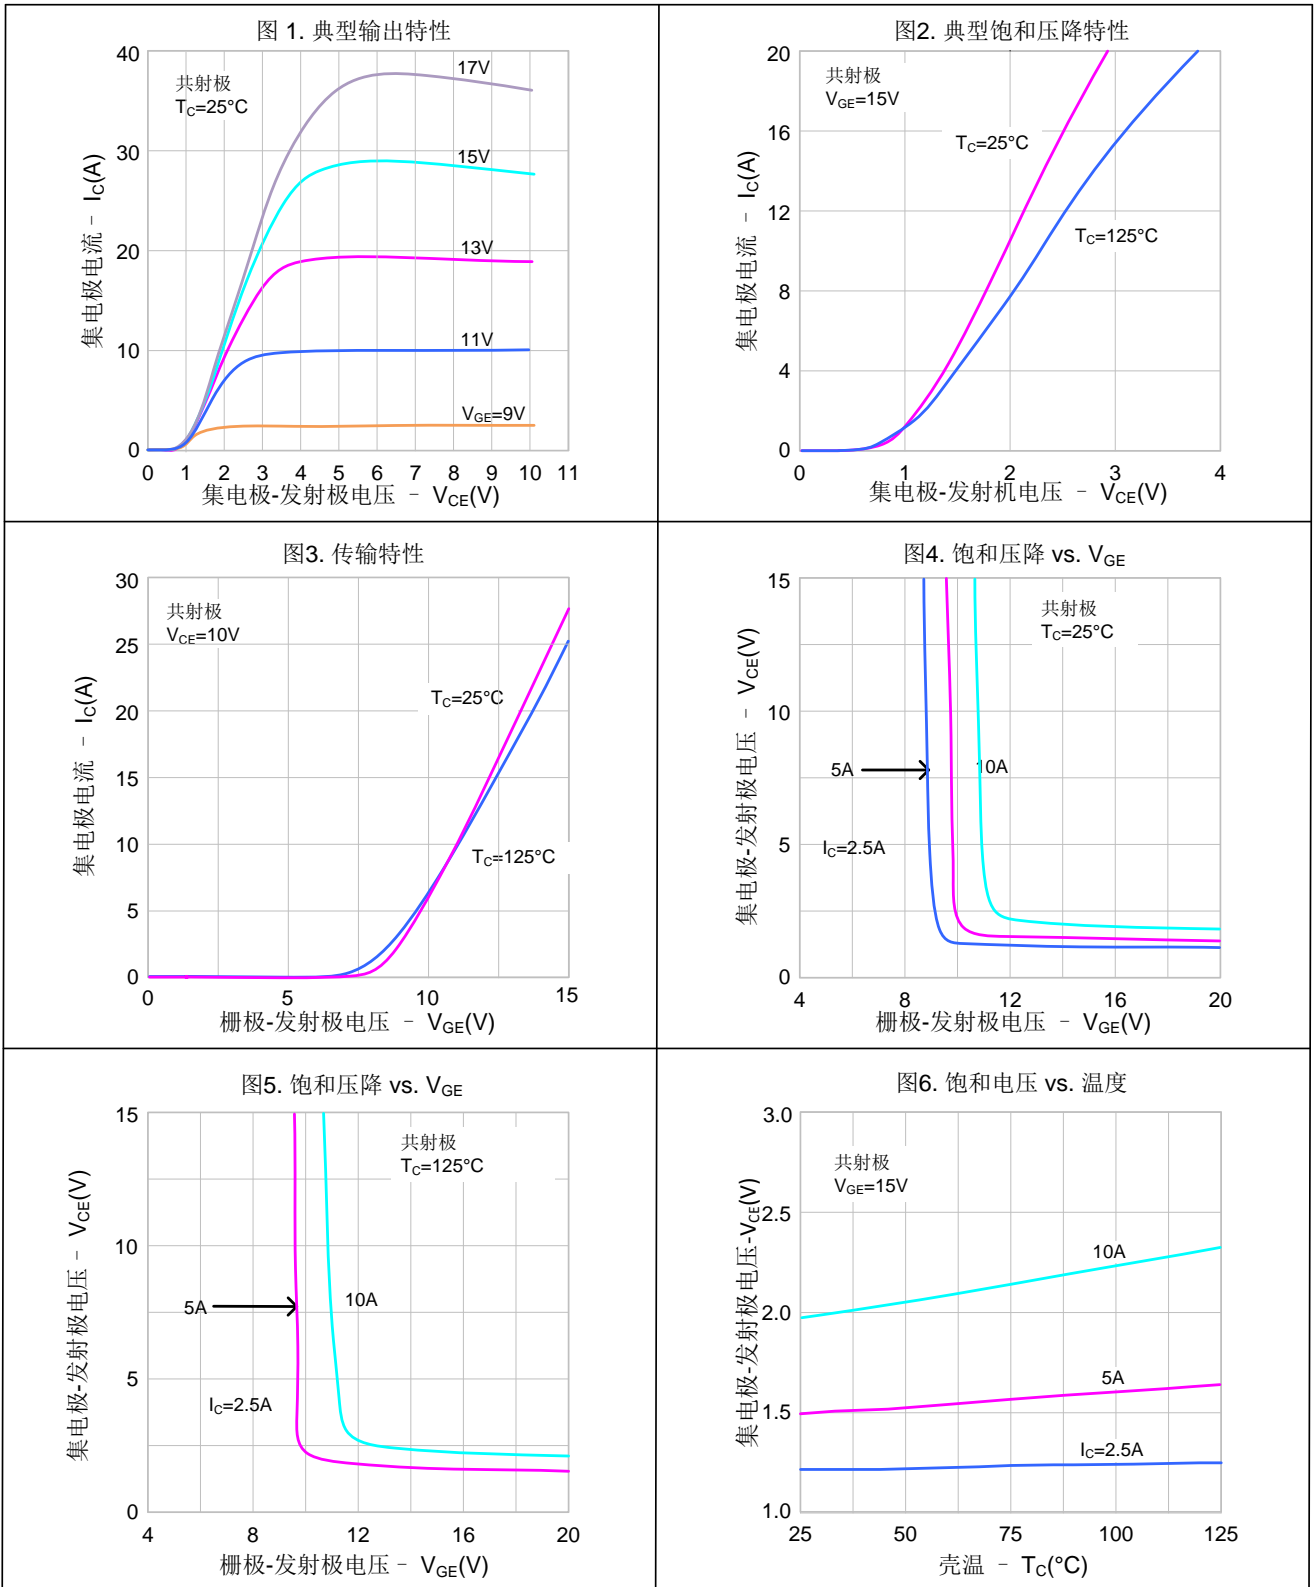 图 1. 典型输出特性
共射极
TC=25°C
17V
15V
13V
11V
VGE=9V
集电极电流 - IC(A)
40
30
20
10
0
0 1 2 3 4 5 6 7 8 9 10 11
集电极-发射极电压 - VCE(V)
图2. 典型饱和压降特性
共射极
VGE=15V
TC=25°C
TC=125°C
集电极电流 - IC(A)
20
16
12
8
4
0
0 1 2 3 4
集电极-发射机电压 - VCE(V)
图3. 传输特性
共射极
VCE=10V
TC=25°C
TC=125°C
集电极电流 - IC(A)
30
25
20
15
10
5
0
0 5 10 15
栅极-发射极电压 - VGE(V)
图4. 饱和压降 vs. VGE
共射极
TC=25°C
5A
10A
IC=2.5A
集电极-发射极电压 - VCE(V)
15
10
5
0
4 8 12 16 20
栅极-发射极电压 - VGE(V)
图5. 饱和压降 vs. VGE
共射极
TC=125°C
5A
10A
IC=2.5A
集电极-发射极电压 - VCE(V)
15
10
5
0
4 8 12 16 20
栅极-发射极电压 - VGE(V)
图6. 饱和电压 vs. 温度
共射极
VGE=15V
10A
5A
IC=2.5A
集电极-发射极电压-VCE(V)
3.0
2.5
2.0
1.5
1.0
25 50 75 100 125
壳温 - TC(°C)